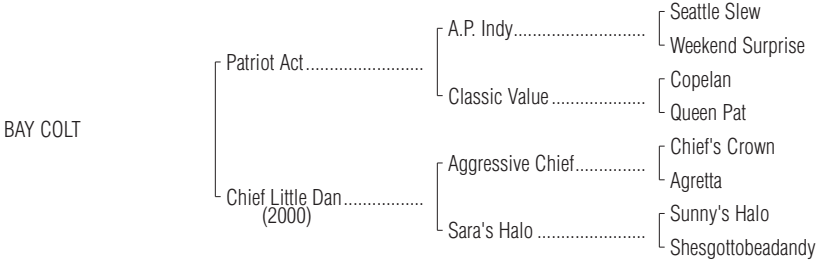 Seattle Slew
A.P. Indy............................
Weekend Surprise
Patriot Act.........................
Copelan
Classic Value....................
Queen Pat
BAY COLT
Chief's Crown
Aggressive Chief...............
Agretta
Chief Little Dan.................
(2000)
Sunny's Halo
Sara's Halo.......................
Shesgottobeadandy